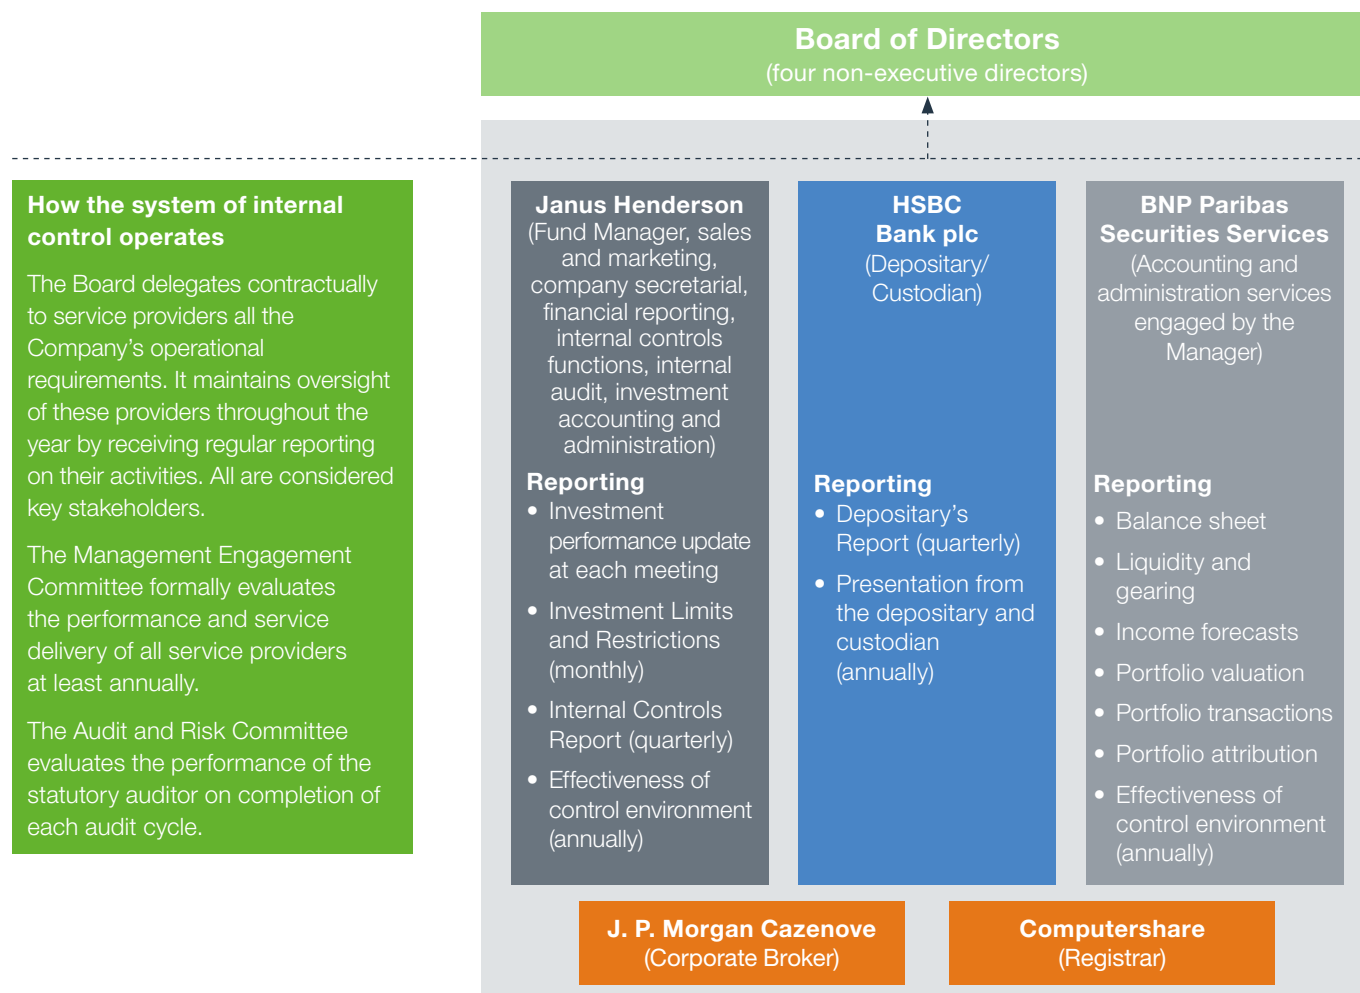 Board of Directors
(four non-executive directors)
How the system of internal
control operates
The Board delegates contractually
to service providers all the
Company’s operational
requirements. It maintains oversight
of these providers throughout the
year by receiving regular reporting
on their activities. All are considered
key stakeholders.
The Management Engagement
Committee formally evaluates
the performance and service
delivery of all service providers
at least annually.
The Audit and Risk Committee
evaluates the performance of the
statutory auditor on completion of
each audit cycle.
Janus Henderson
(Fund Manager, sales
and marketing,
company secretarial,
financial reporting,
internal controls
functions, internal
audit, investment
accounting and
administration)
Reporting
• Investment
performance update
at each meeting
• Investment Limits
and Restrictions
(monthly)
• Internal Controls
Report (quarterly)
• Effectiveness of
control environment
(annually)
HSBC
Bank plc
(Depositary/
Custodian)
Reporting
• Depositary’s
Report (quarterly)
• Presentation from
the depositary and
custodian
(annually)
BNP Paribas
Securities Services
(Accounting and
administration services
engaged by the
Manager)
Reporting
• Balance sheet
• Liquidity and
gearing
• Income forecasts
• Portfolio valuation
• Portfolio transactions
• Portfolio attribution
• Effectiveness of
control environment
(annually)
J. P. Morgan Cazenove
(Corporate Broker)
Computershare
(Registrar)